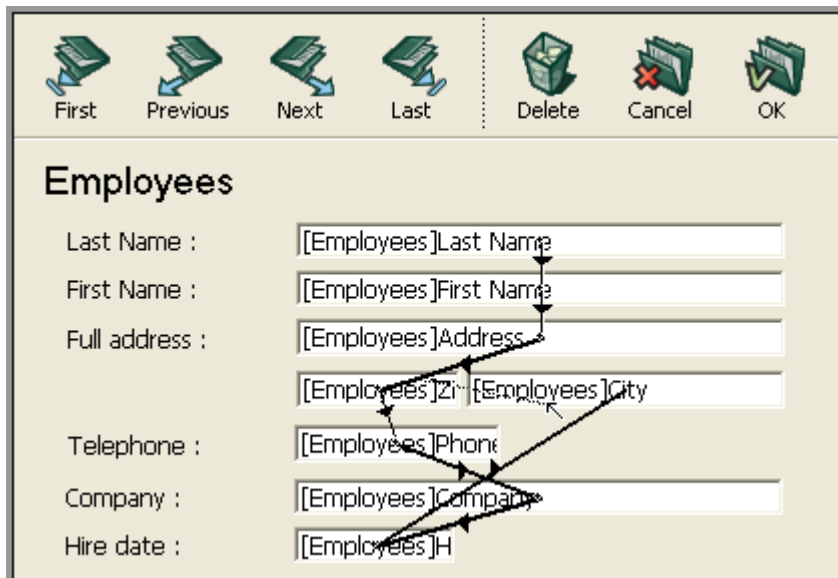 First Previous Next Last Delete Cancel OK
Employees
Last Name : [Employees]Last Name
First Name : [Employees]First Name
Full address : [Employees]Address
[Employees]Zi [Employees]City
Telephone : [Employees]Phone
Company : [Employees]Company
Hire date : [Employees]H